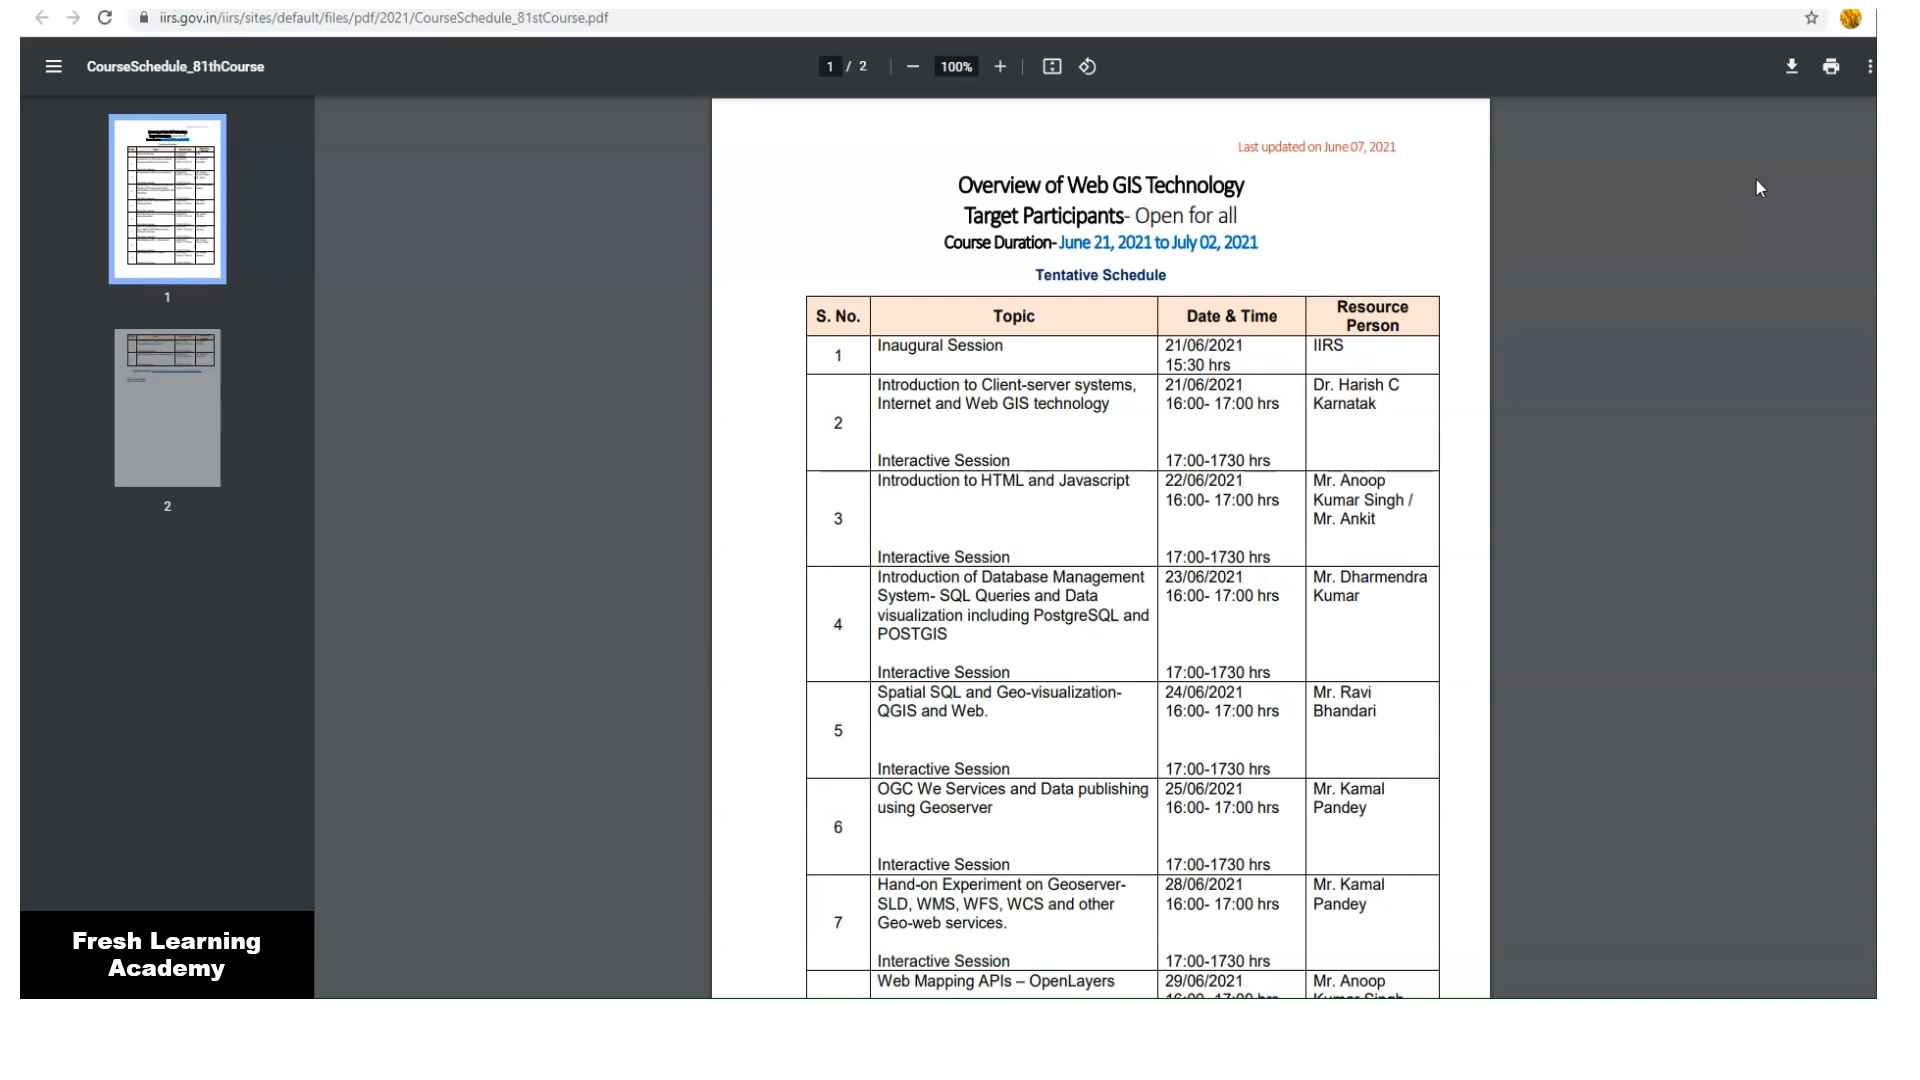 iirs.gov.in/iirs/sites/default/files/pdf/2021/CourseSchedule_81stCourse.pdf
CourseSchedule_81thCourse
1 / 2
100%
1
2
Fresh Learning
Academy
Last updated on June 07, 2021
Overview of Web GIS Technology
Target Participants- Open for all
Course Duration- June 21, 2021 to July 02, 2021
Tentative Schedule
S. No. Topic Date & Time Resource Person
1 Inaugural Session 21/06/2021 IIRS
15:30 hrs
2 Introduction to Client-server systems, 21/06/2021 Dr. Harish C
Internet and Web GIS technology 16:00- 17:00 hrs Karnatak
Interactive Session 17:00-1730 hrs
3 Introduction to HTML and Javascript 22/06/2021 Mr. Anoop
16:00- 17:00 hrs Kumar Singh /
Mr. Ankit
Interactive Session 17:00-1730 hrs
4 Introduction of Database Management 23/06/2021 Mr. Dharmendra
System- SQL Queries and Data 16:00- 17:00 hrs Kumar
visualization including PostgreSQL and
POSTGIS
Interactive Session 17:00-1730 hrs
5 Spatial SQL and Geo-visualization- 24/06/2021 Mr. Ravi
QGIS and Web. 16:00- 17:00 hrs Bhandari
Interactive Session 17:00-1730 hrs
6 OGC We Services and Data publishing 25/06/2021 Mr. Kamal
using Geoserver 16:00- 17:00 hrs Pandey
Interactive Session 17:00-1730 hrs
7 Hand-on Experiment on Geoserver- 28/06/2021 Mr. Kamal
SLD, WMS, WFS, WCS and other 16:00- 17:00 hrs Pandey
Geo-web services.
Interactive Session 17:00-1730 hrs
Web Mapping APIs – OpenLayers 29/06/2021 Mr. Anoop